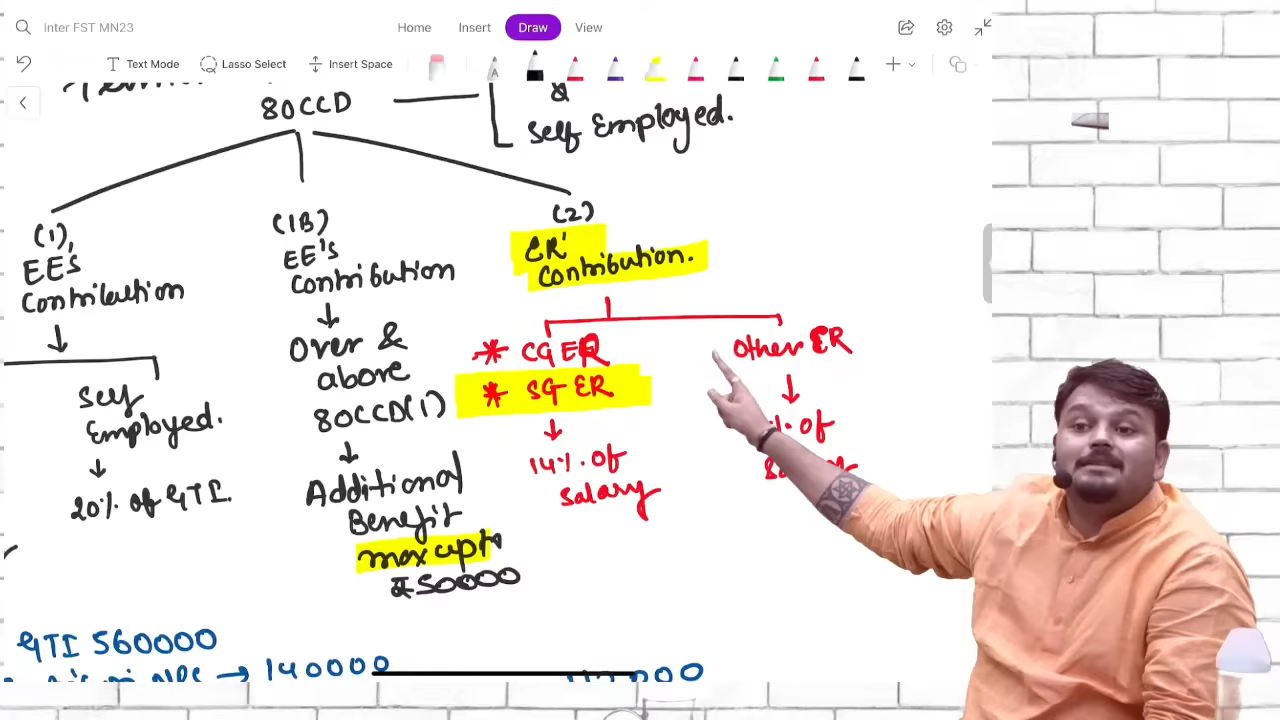 Inter FST MN23
Home
Insert
Draw
View
Text Mode
Lasso Select
Insert Space
80CCD
&
Self Employed.
(1),
EES
Contribution
Self
Employed.
20% of GTI.
(1B)
EE's
Contribution
Over &
above
80CCD(1)
Additional
Benefit
max upto
₹50000
(2)
ER'
Contribution.
* CG ER
* SG ER
14% of
Salary
Other ER
% of
GTI 560000
140000